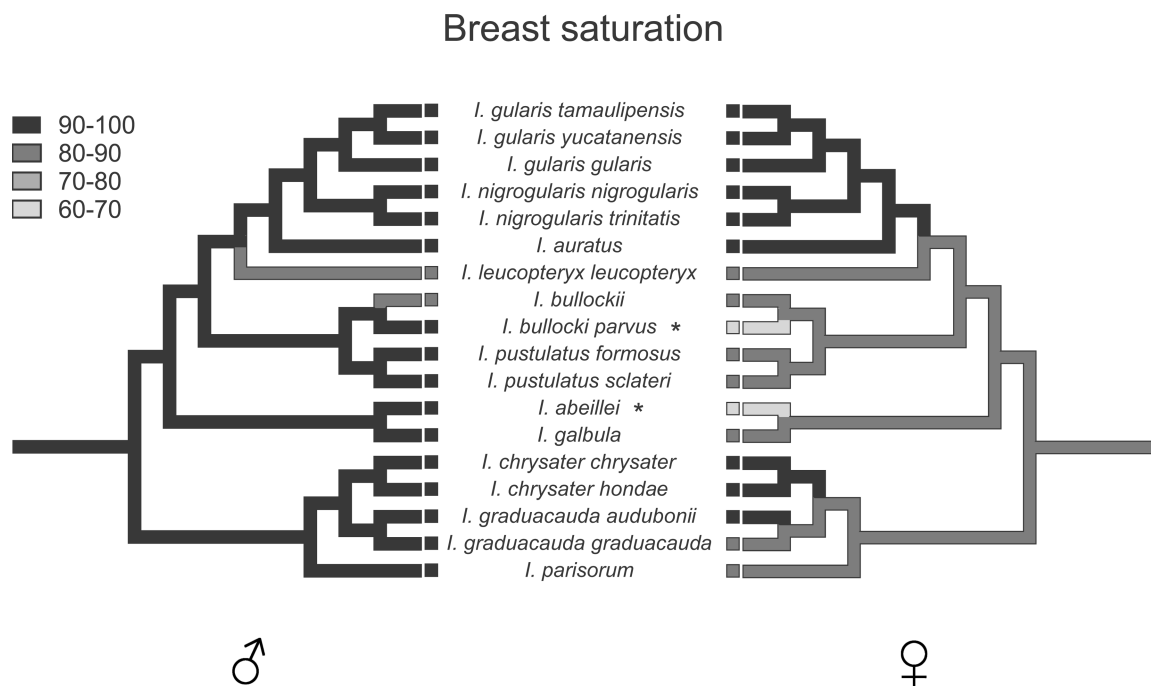 Breast saturation
90-100
80-90
70-80
60-70
I. gularis tamaulipensis
I. gularis yucatanensis
I. gularis gularis
I. nigrogularis nigrogularis
I. nigrogularis trinitatis
I. auratus
I. leucopteryx leucopteryx
I. bullockii
I. bullocki parvus *
I. pustulatus formosus
I. pustulatus sclateri
I. abeillei *
I. galbula
I. chrysater chrysater
I. chrysater hondae
I. graduacauda audubonii
I. graduacauda graduacauda
I. parisorum
♂ ♀